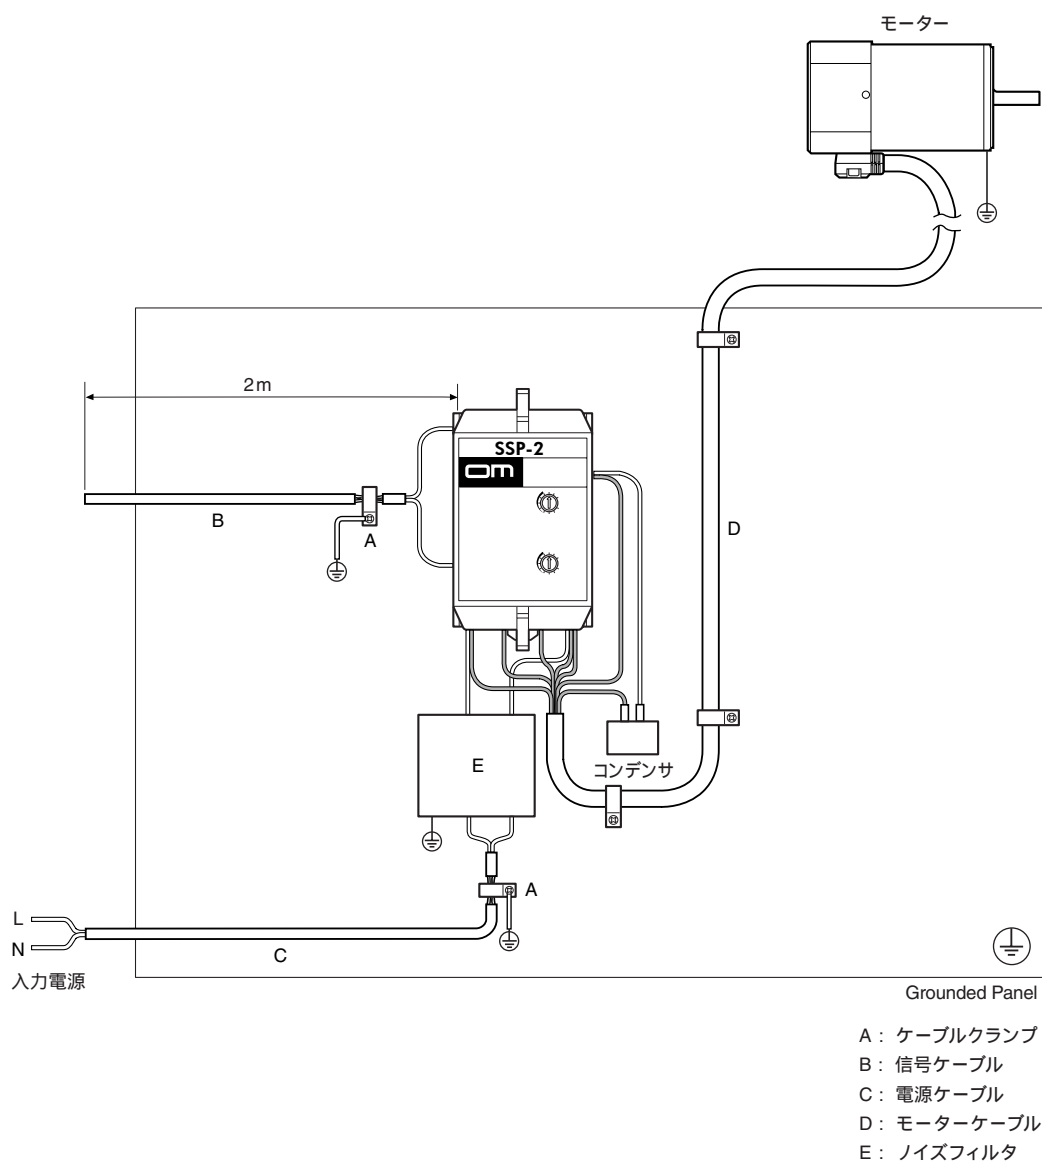 モーター
2m
SSP-2
om
B
A
D
E
コンデンサ
A
L
N
C
入力電源
Grounded Panel
A : ケーブルクランプ
B : 信号ケーブル
C : 電源ケーブル
D : モーターケーブル
E : ノイズフィルタ